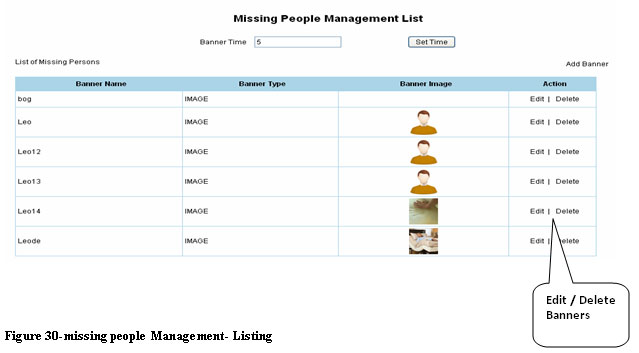 Missing People Management List
Banner Time 5 Set Time
List of Missing Persons Add Banner
Banner Name Banner Type Banner Image Action
bog IMAGE Edit | Delete
Leo IMAGE Edit | Delete
Leo12 IMAGE Edit | Delete
Leo13 IMAGE Edit | Delete
Leo14 IMAGE Edit | Delete
Leode IMAGE Edit | Delete
Edit / Delete
Banners
Figure 30-missing people Management- Listing